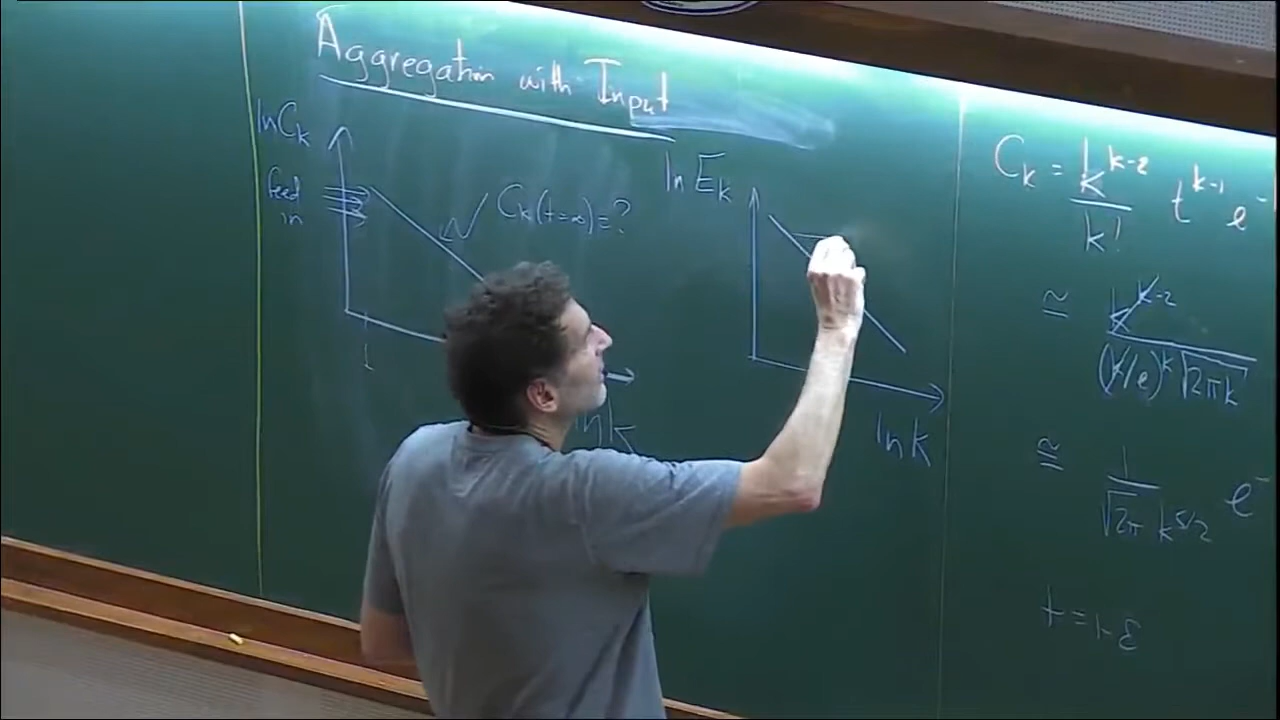 Aggregation with Input
ln C_k
feed
in
C_k(t=∞)=?
1
ln k
ln E_k
ln k
C_k = k^{k-2}/k! t^{k-1} e^-
≅ k^{k-2}/((k/e)^k √2πk)
≅ 1/(√2π k^{5/2}) e^-